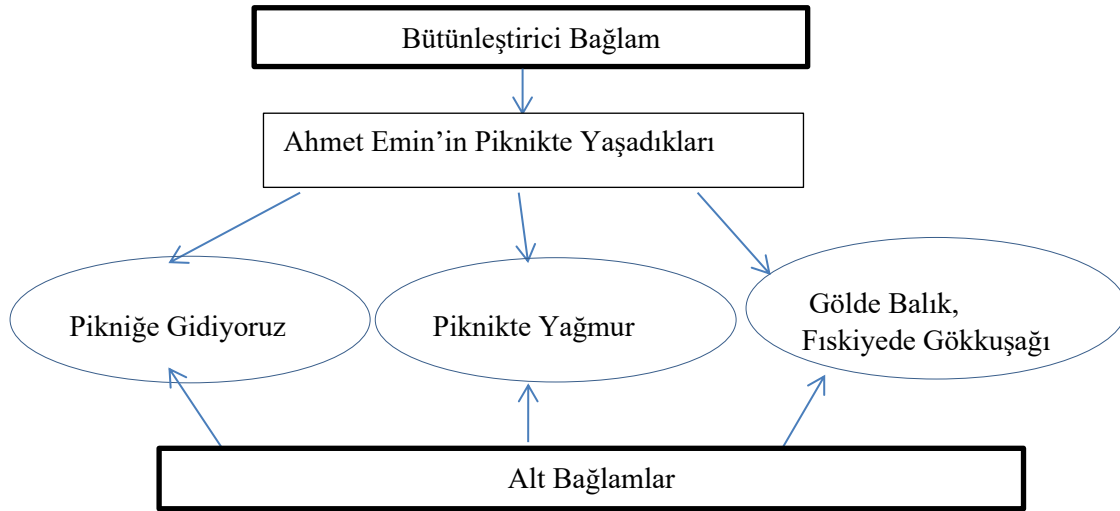 Bütünleştirici Bağlam
Ahmet Emin’in Piknikte Yaşadıkları
Pikniğe Gidiyoruz
Piknikte Yağmur
Gölde Balık,
Fıskiyede Gökkuşağı
Alt Bağlamlar